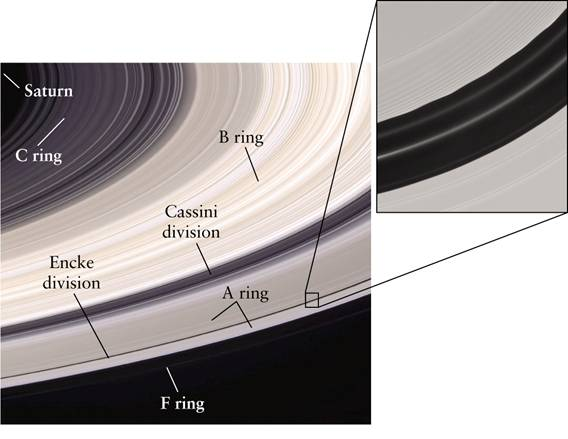 Saturn
C ring
B ring
Cassini
division
Encke
division
A ring
F ring